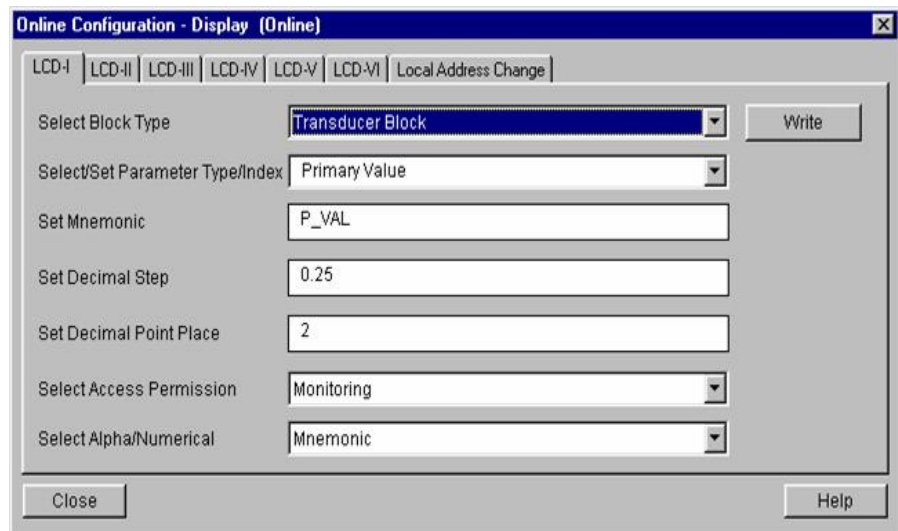 Online Configuration - Display (Online)
LCD-I LCD-II LCD-III LCD-IV LCD-V LCD-VI Local Address Change
Select Block Type Transducer Block Write
Select/Set Parameter Type/Index Primary Value
Set Mnemonic P_VAL
Set Decimal Step 0.25
Set Decimal Point Place 2
Select Access Permission Monitoring
Select Alpha/Numerical Mnemonic
Close Help